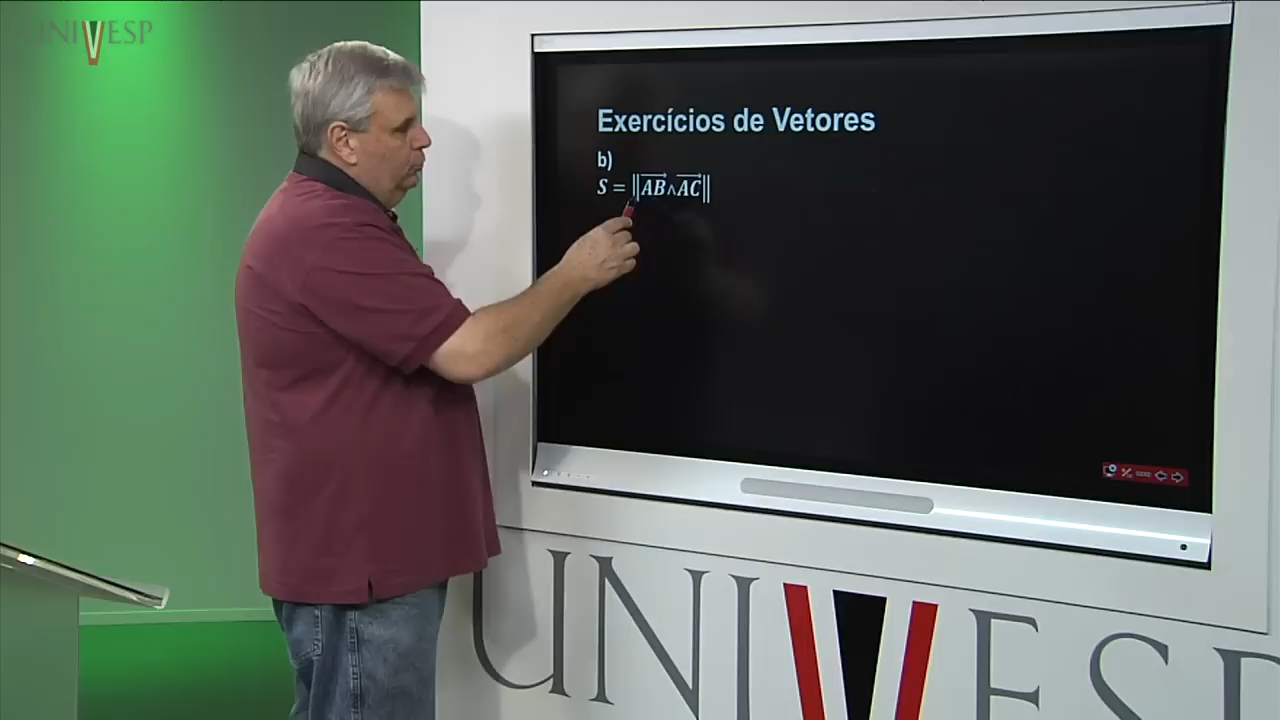 UNIVESP
Exercícios de Vetores
b)
S = ‖AB∧AC‖
UNIVESP